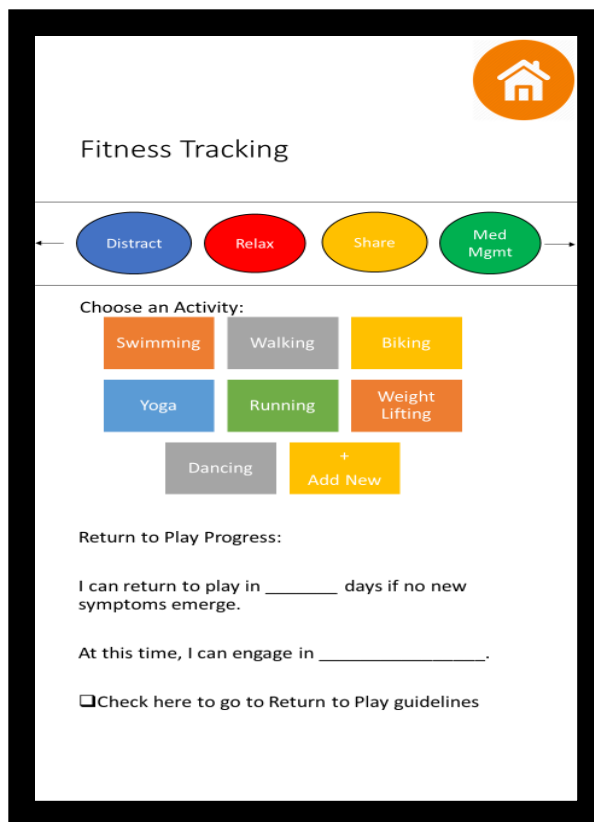 Fitness Tracking
Distract
Relax
Share
Med
Mgmt
Choose an Activity:
Swimming
Walking
Biking
Yoga
Running
Weight
Lifting
Dancing
+
Add New
Return to Play Progress:
I can return to play in _______ days if no new
symptoms emerge.
At this time, I can engage in ________________.
❑Check here to go to Return to Play guidelines